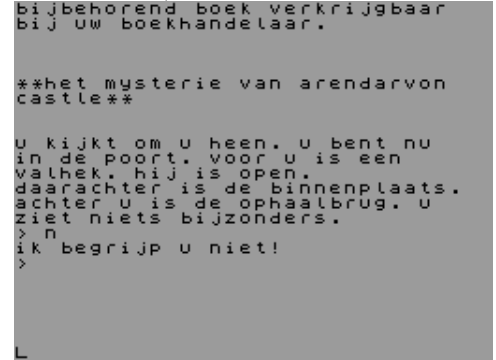 bijbehorend boek verkrijgbaar
bij uw boekhandelaar.
**het mysterie van arendarvon
castle**
u kijkt om u heen. u bent nu
in de poort. voor u is een
valhek. hij is open.
daarachter is de binnenplaats.
achter u is de ophaalbrug. u
ziet niets bijzonders.
> n
ik begrijp u niet!
>
L